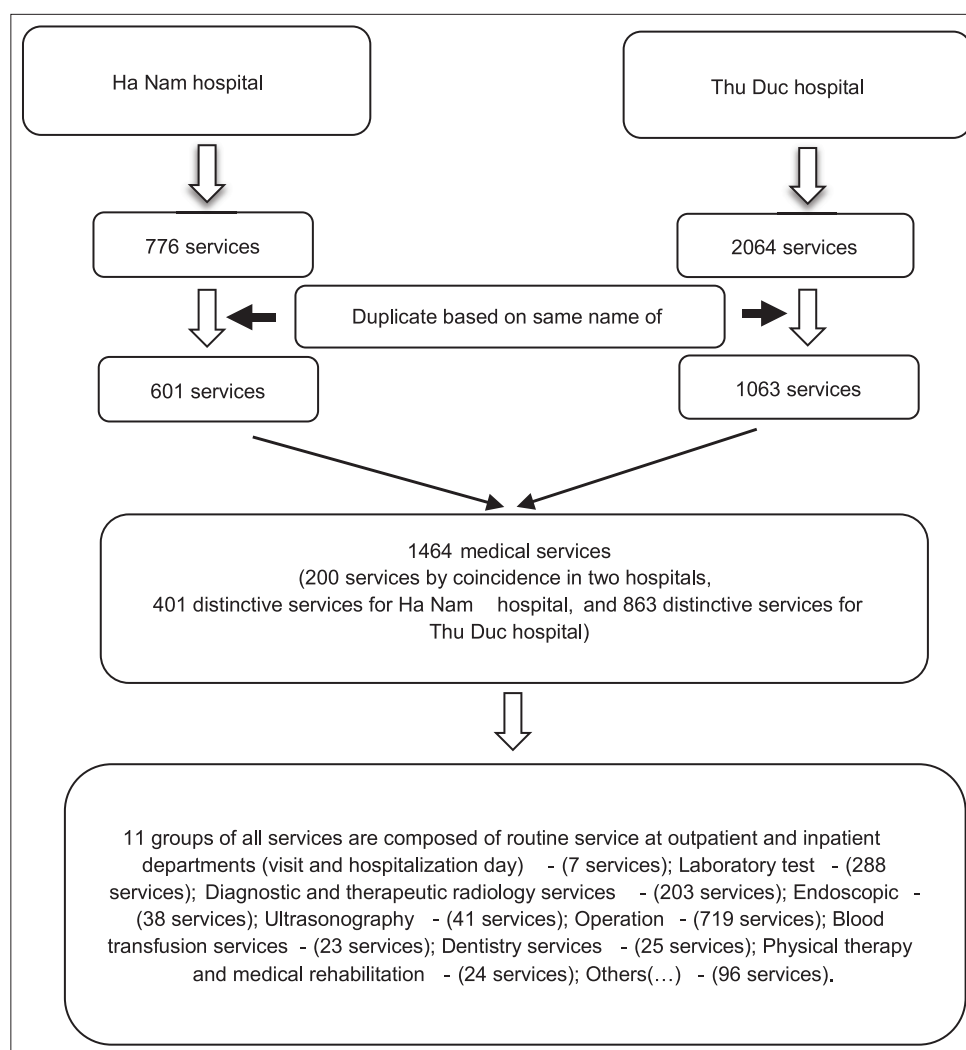 Ha Nam hospital
Thu Duc hospital
776 services
2064 services
Duplicate based on same name of
601 services
1063 services
1464 medical services
(200 services by coincidence in two hospitals,
401 distinctive services for Ha Nam hospital, and 863 distinctive services for
Thu Duc hospital)
11 groups of all services are composed of routine service at outpatient and inpatient
departments (visit and hospitalization day) - (7 services); Laboratory test - (288
services); Diagnostic and therapeutic radiology services - (203 services); Endoscopic -
(38 services); Ultrasonography - (41 services); Operation - (719 services); Blood
transfusion services - (23 services); Dentistry services - (25 services); Physical therapy
and medical rehabilitation - (24 services); Others(…) - (96 services).